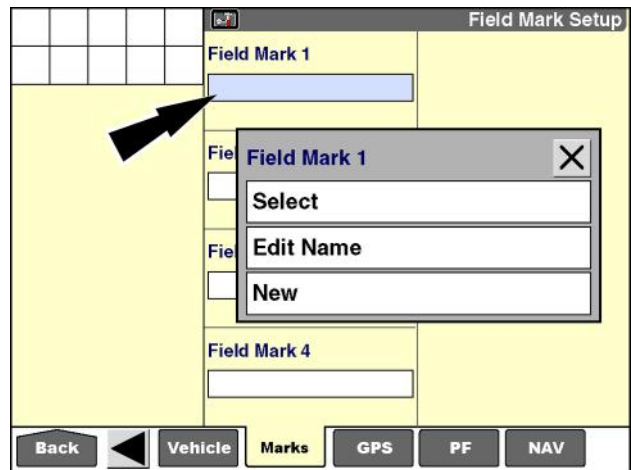 Field Mark Setup
Field Mark 1
Fiel
Field Mark 1
Select
Edit Name
Fiel
New
Field Mark 4
Back Vehicle Marks GPS PF NAV